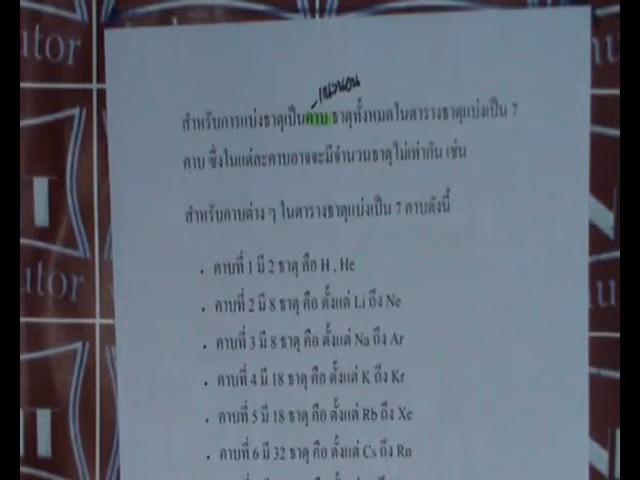 แนวนอน
สำหรับการแบ่งธาตุเป็นคาบ ธาตุทั้งหมดในตารางธาตุแบ่งเป็น 7
คาบ ซึ่งในแต่ละคาบอาจจะมีจำนวนธาตุไม่เท่ากัน เช่น
สำหรับคาบต่าง ๆ ในตารางธาตุแบ่งเป็น 7 คาบดังนี้
• คาบที่ 1 มี 2 ธาตุ คือ H , He
• คาบที่ 2 มี 8 ธาตุ คือ ตั้งแต่ Li ถึง Ne
• คาบที่ 3 มี 8 ธาตุ คือ ตั้งแต่ Na ถึง Ar
• คาบที่ 4 มี 18 ธาตุ คือ ตั้งแต่ K ถึง Kr
• คาบที่ 5 มี 18 ธาตุ คือ ตั้งแต่ Rb ถึง Xe
• คาบที่ 6 มี 32 ธาตุ คือ ตั้งแต่ Cs ถึง Rn
utor
utor